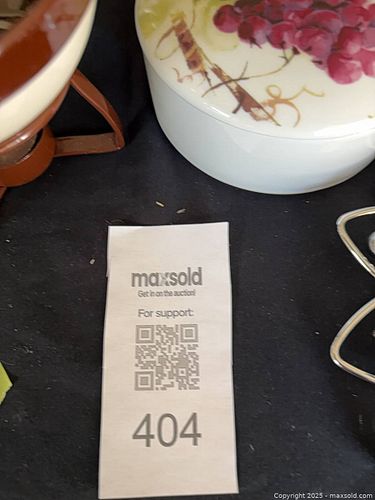 maxsold
Get in on the auction!
For support:
404
Copyright 2025 - maxsold.com